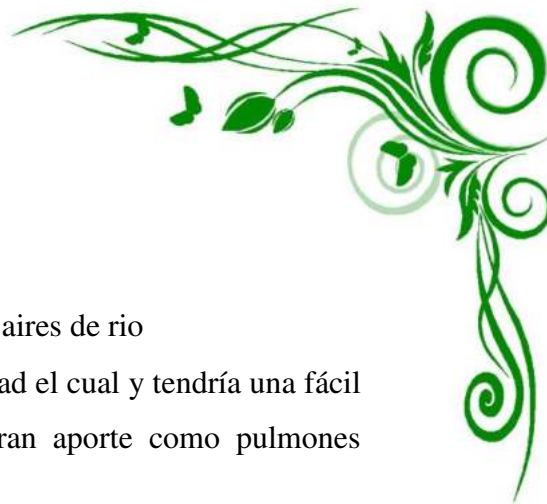 aires de rio
ad el cual y tendría una fácil
ran aporte como pulmones